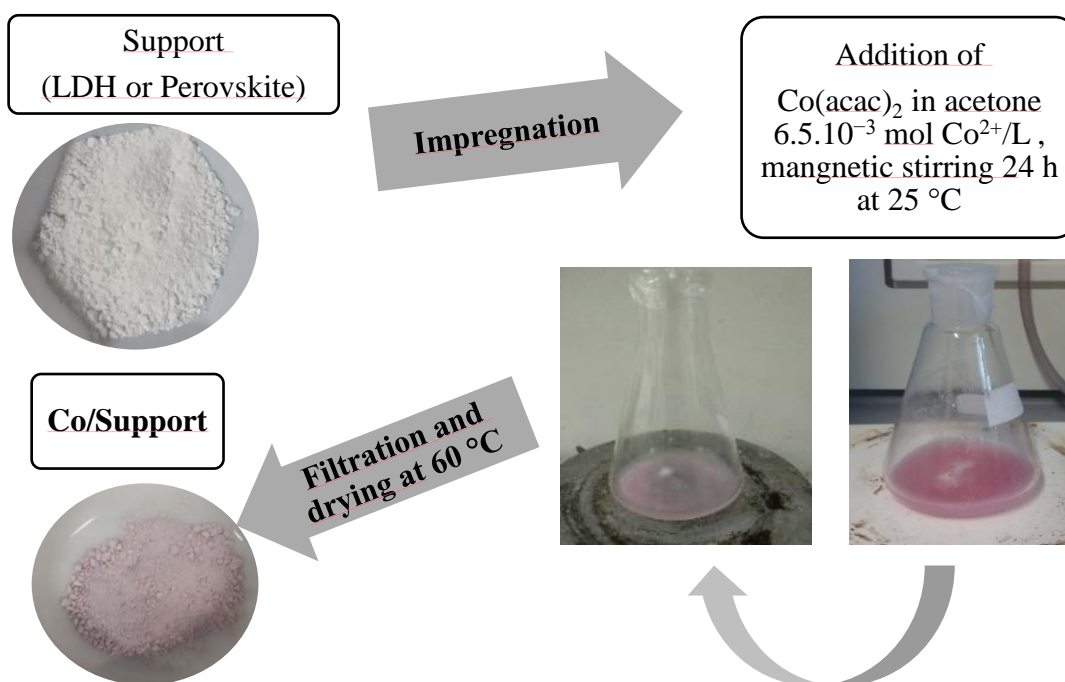 Support
(LDH or Perovskite)
Impregnation
Addition of
Co(acac)₂ in acetone
6.5.10⁻³ mol Co²⁺/L ,
mangnetic stirring 24 h
at 25 °C
Filtration and
drying at 60 °C
Co/Support